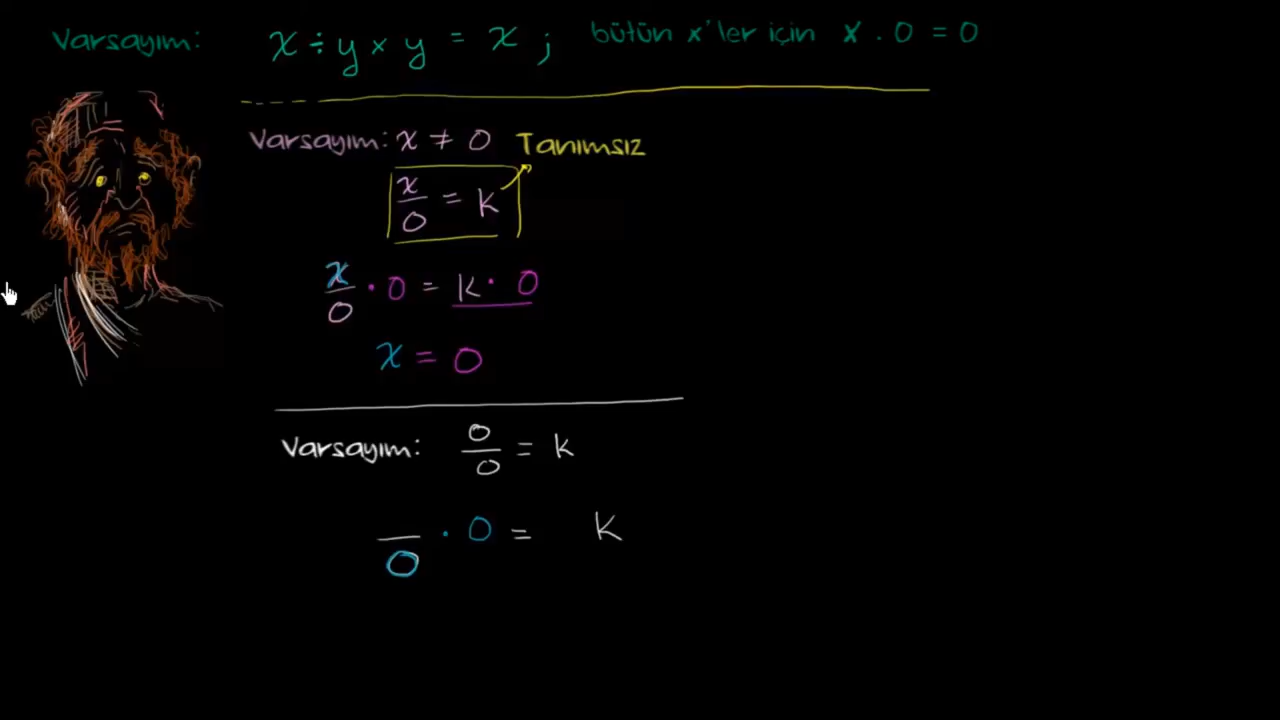 Varsayım: x ÷ y × y = x ; bütün x'ler için x . 0 = 0
Varsayım: x ≠ 0 Tanımsız
x/0 = k
x/0 · 0 = k · 0
x = 0
Varsayım: 0/0 = k
/0 · 0 = k